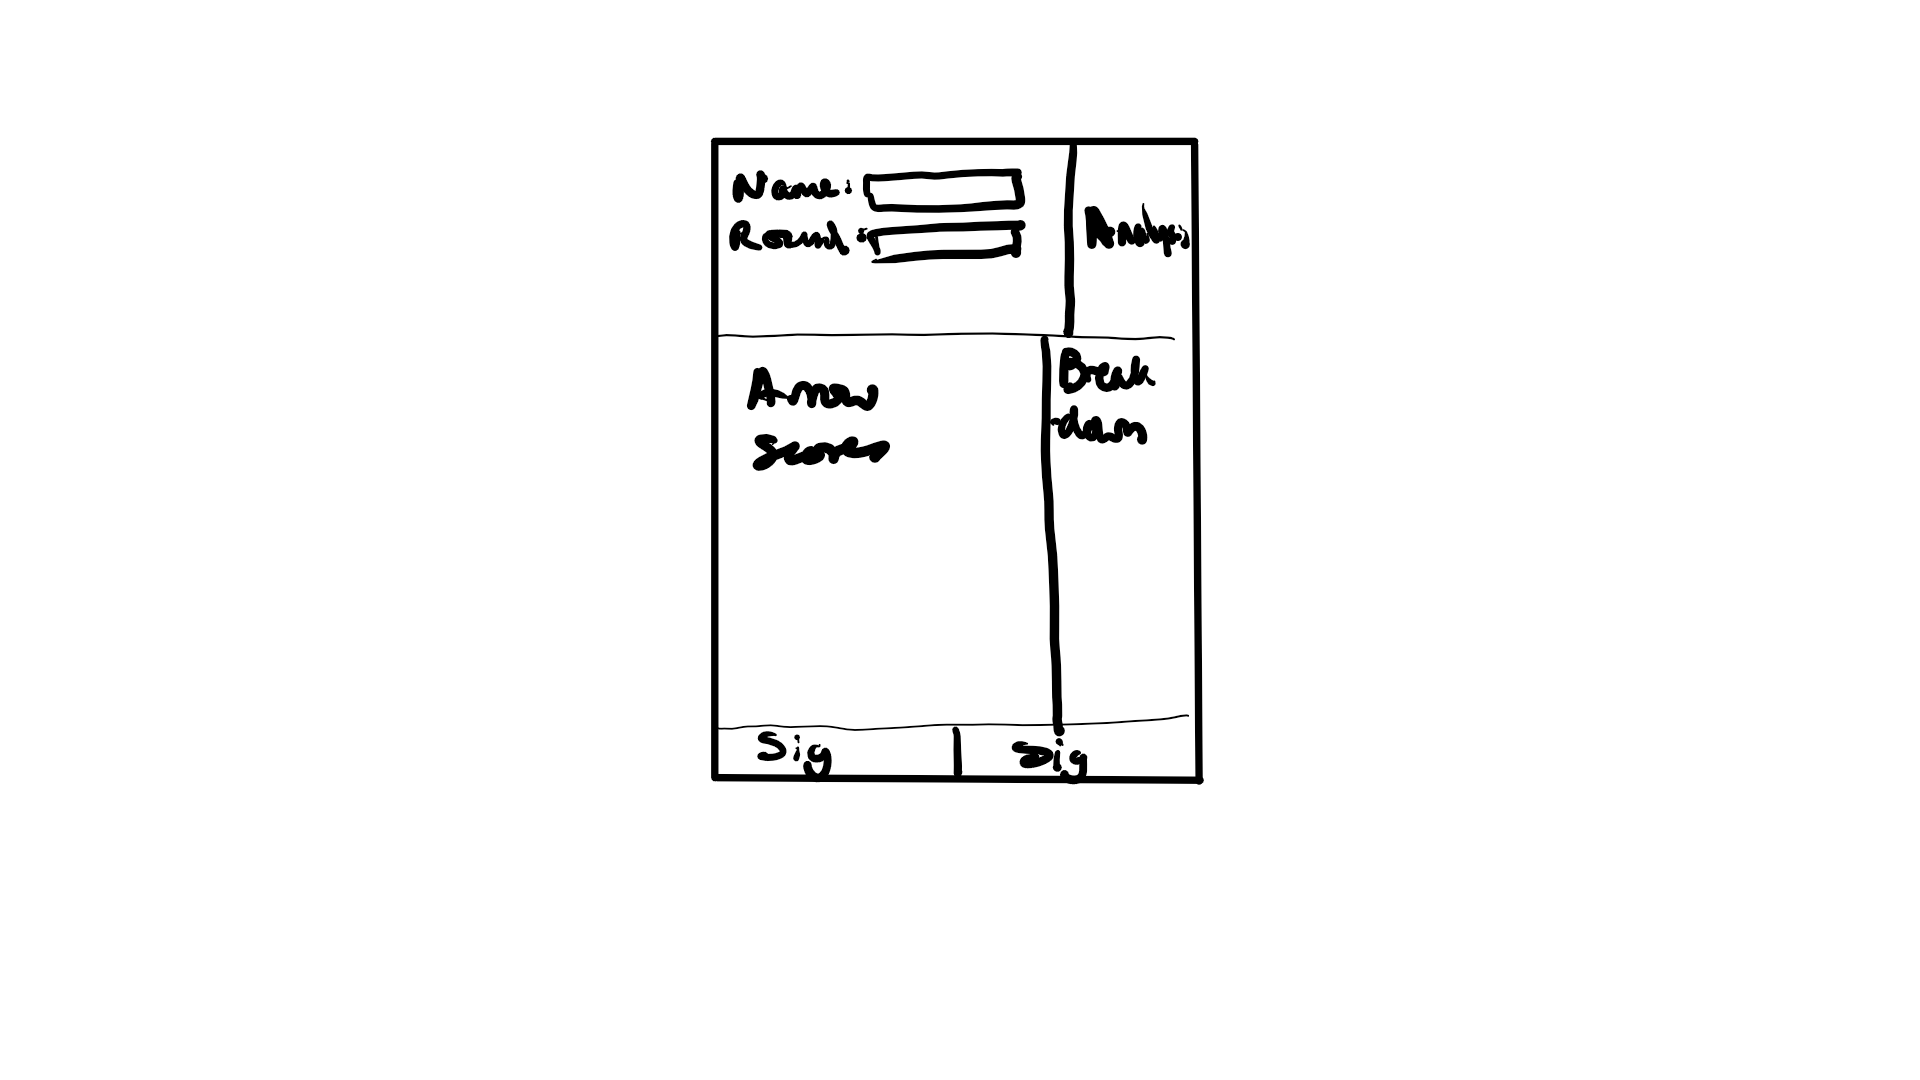 Name:
Round:
Analysis
Arrow
Scores
Break
down
Sig
Sig